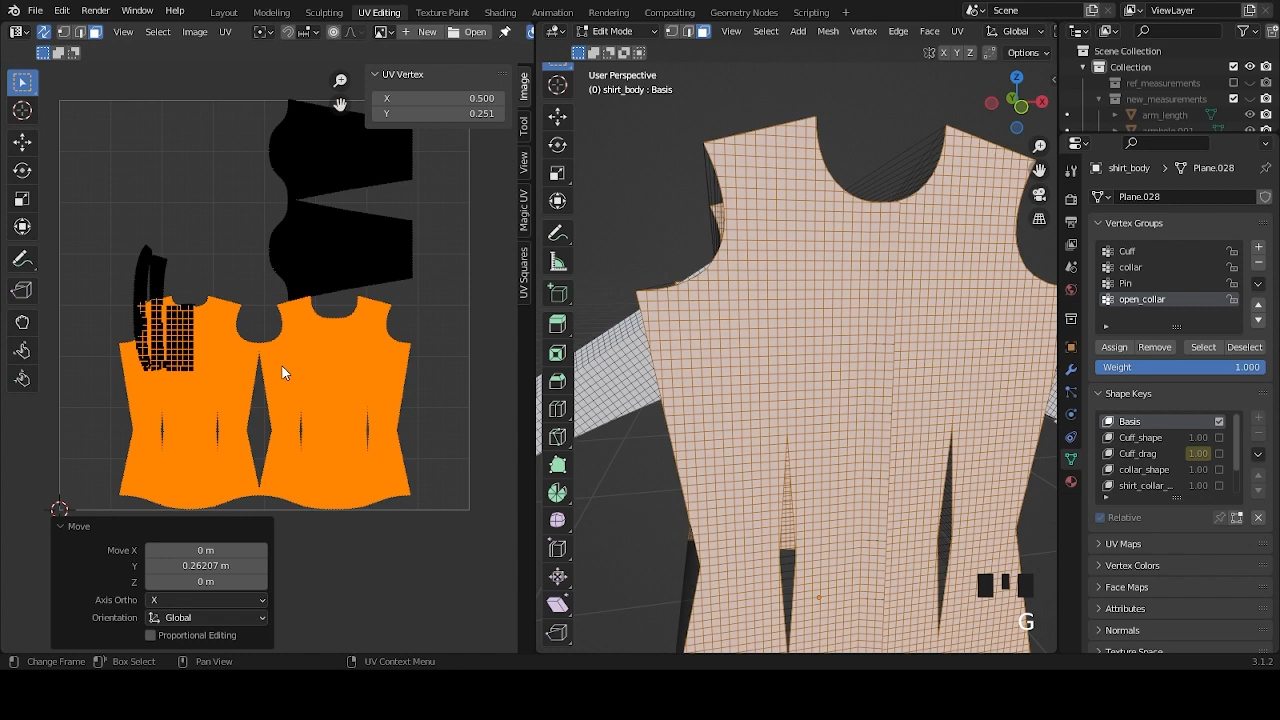 File Edit Render Window Help Layout Modeling Sculpting UV Editing Texture Paint Shading Animation Rendering Compositing Geometry Nodes Scripting + Scene ViewLayer
View Select Image UV New Open Edit Mode View Select Add Mesh Vertex Edge Face UV Global
X Y Z Options
UV Vertex
X 0.500
Y 0.251
Image
Tool
View
Magic UV
UV Squares
User Perspective
(0) shirt_body : Basis
Z
X
Y
Scene Collection
Collection
ref_measurements
new_measurements
arm_length
armhole.001
shirt_body Plane.028
Plane.028
Vertex Groups
Cuff
collar
Pin
open_collar
Assign Remove Select Deselect
Weight 1.000
Shape Keys
Basis
Cuff_shape 1.00
Cuff_drag 1.00
collar_shape 1.00
shirt_collar_... 1.00
Relative
UV Maps
Vertex Colors
Face Maps
Attributes
Normals
Texture Space
Move
Move X 0 m
Y 0.26207 m
Z 0 m
Axis Ortho X
Orientation Global
Proportional Editing
G
Change Frame Box Select Pan View UV Context Menu 3.1.2